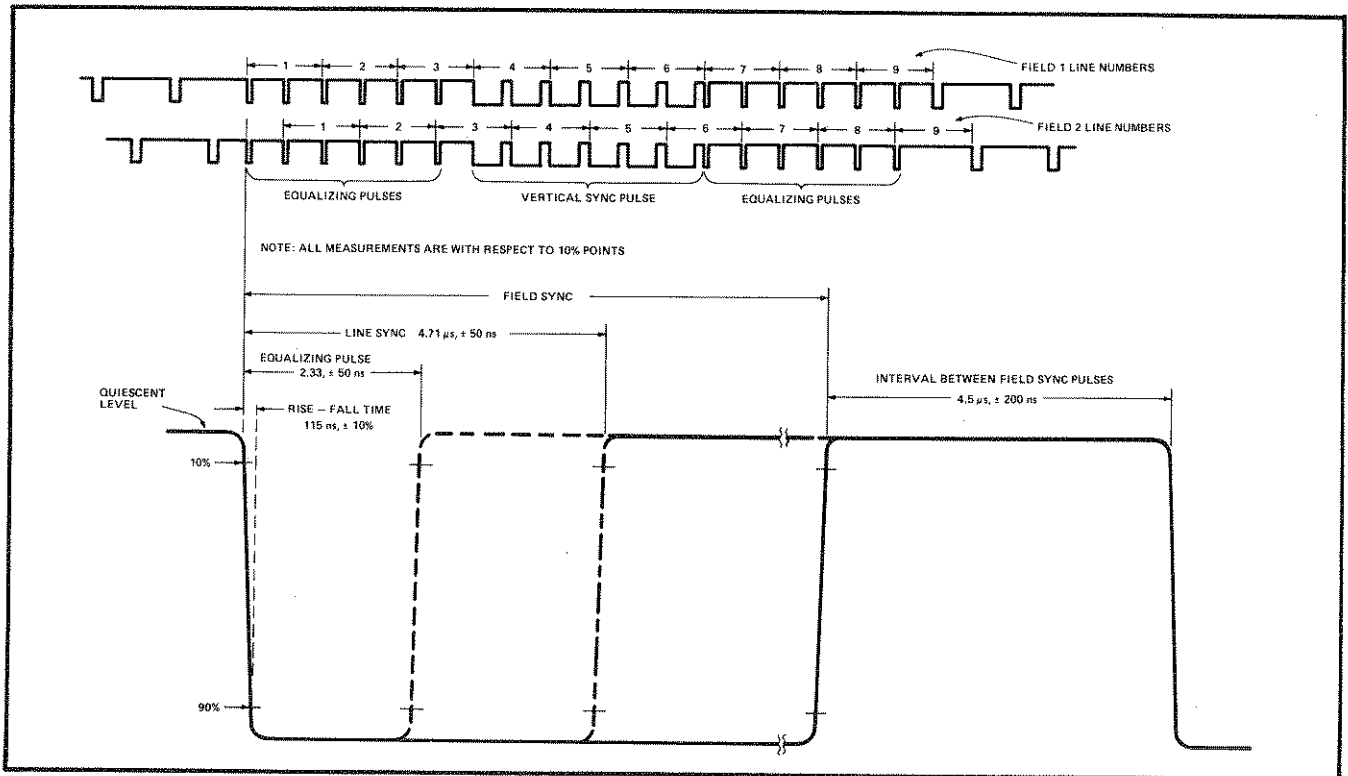 1 2 3 4 5 6 7 8 9
FIELD 1 LINE NUMBERS
1 2 3 4 5 6 7 8 9
FIELD 2 LINE NUMBERS
EQUALIZING PULSES
VERTICAL SYNC PULSE
EQUALIZING PULSES
NOTE: ALL MEASUREMENTS ARE WITH RESPECT TO 10% POINTS
FIELD SYNC
LINE SYNC 4.71 µs, ± 50 ns
EQUALIZING PULSE
2.33, ± 50 ns
INTERVAL BETWEEN FIELD SYNC PULSES
4.5 µs, ± 200 ns
QUIESCENT
LEVEL
RISE – FALL TIME
115 ns, ± 10%
10%
90%